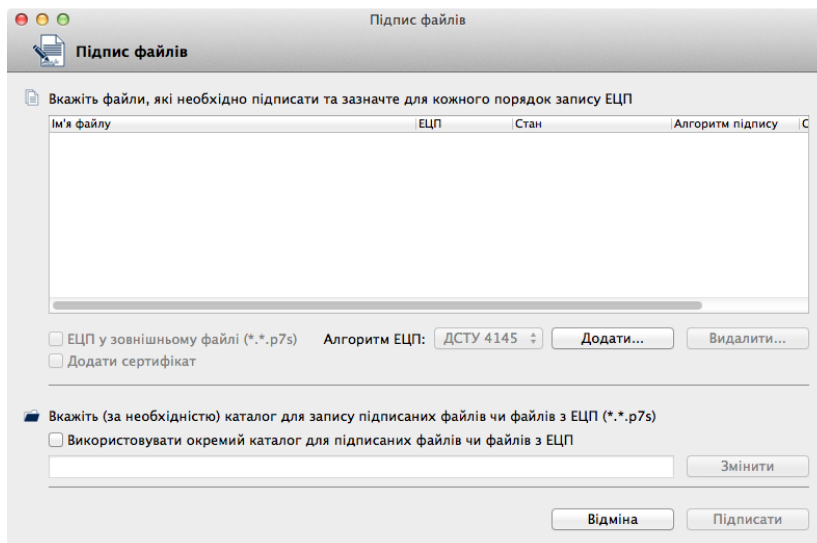 Підпис файлів
Підпис файлів
Вкажіть файли, які необхідно підписати та зазначте для кожного порядок запису ЕЦП
Ім'я файлу ЕЦП Стан Алгоритм підпису С
ЕЦП у зовнішньому файлі (*.*.p7s) Алгоритм ЕЦП: ДСТУ 4145 Додати... Видалити...
Додати сертифікат
Вкажіть (за необхідністю) каталог для запису підписаних файлів чи файлів з ЕЦП (*.*.p7s)
Використовувати окремий каталог для підписаних файлів чи файлів з ЕЦП
Змінити
Відміна Підписати